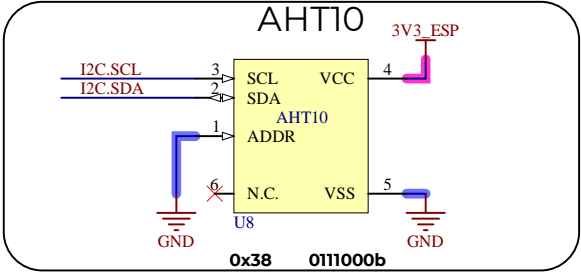 AHT10
3V3_ESP
I2C.SCL 3 SCL VCC 4
I2C.SDA 2 SDA
AHT10
1 ADDR
6 N.C. VSS 5
U8
GND GND
0x38 0111000b